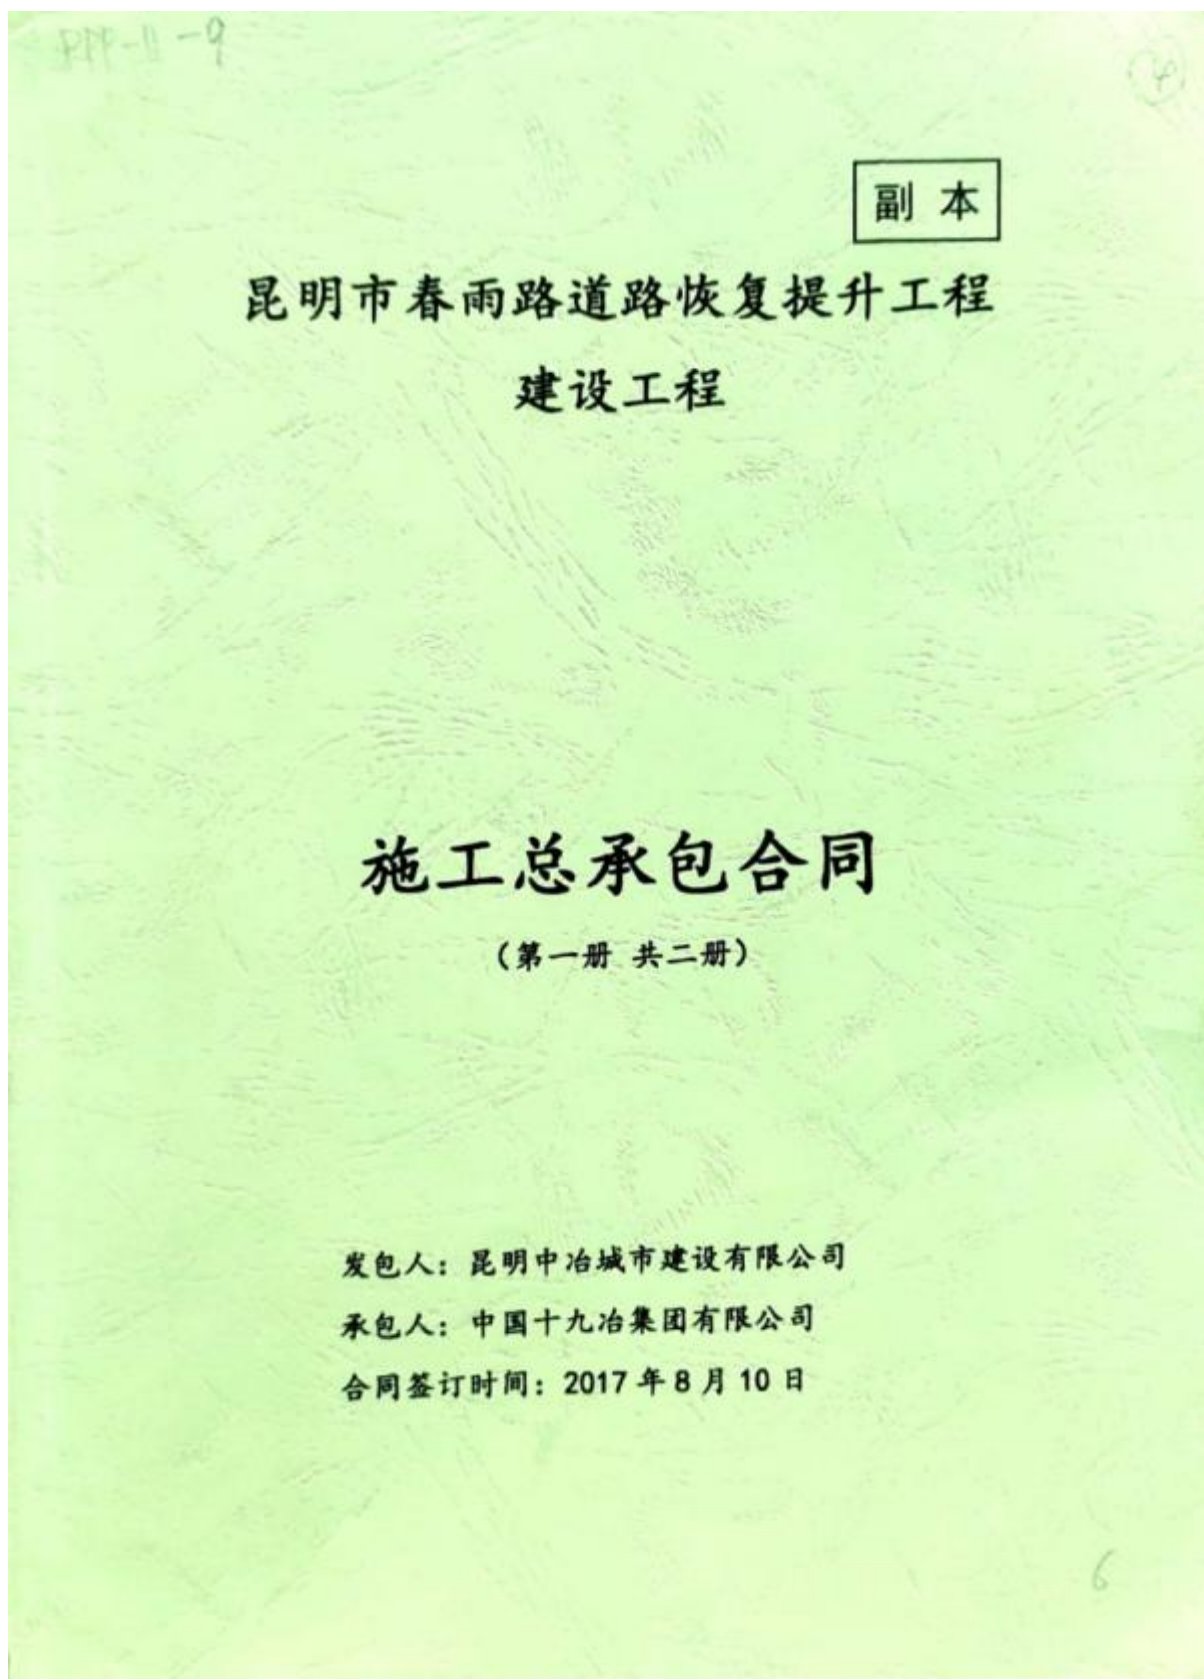 副 本
昆明市春雨路道路恢复提升工程
建设工程
施工总承包合同
（第一册 共二册）
发包人：昆明中冶城市建设有限公司
承包人：中国十九冶集团有限公司
合同签订时间：2017 年 8 月 10 日
6